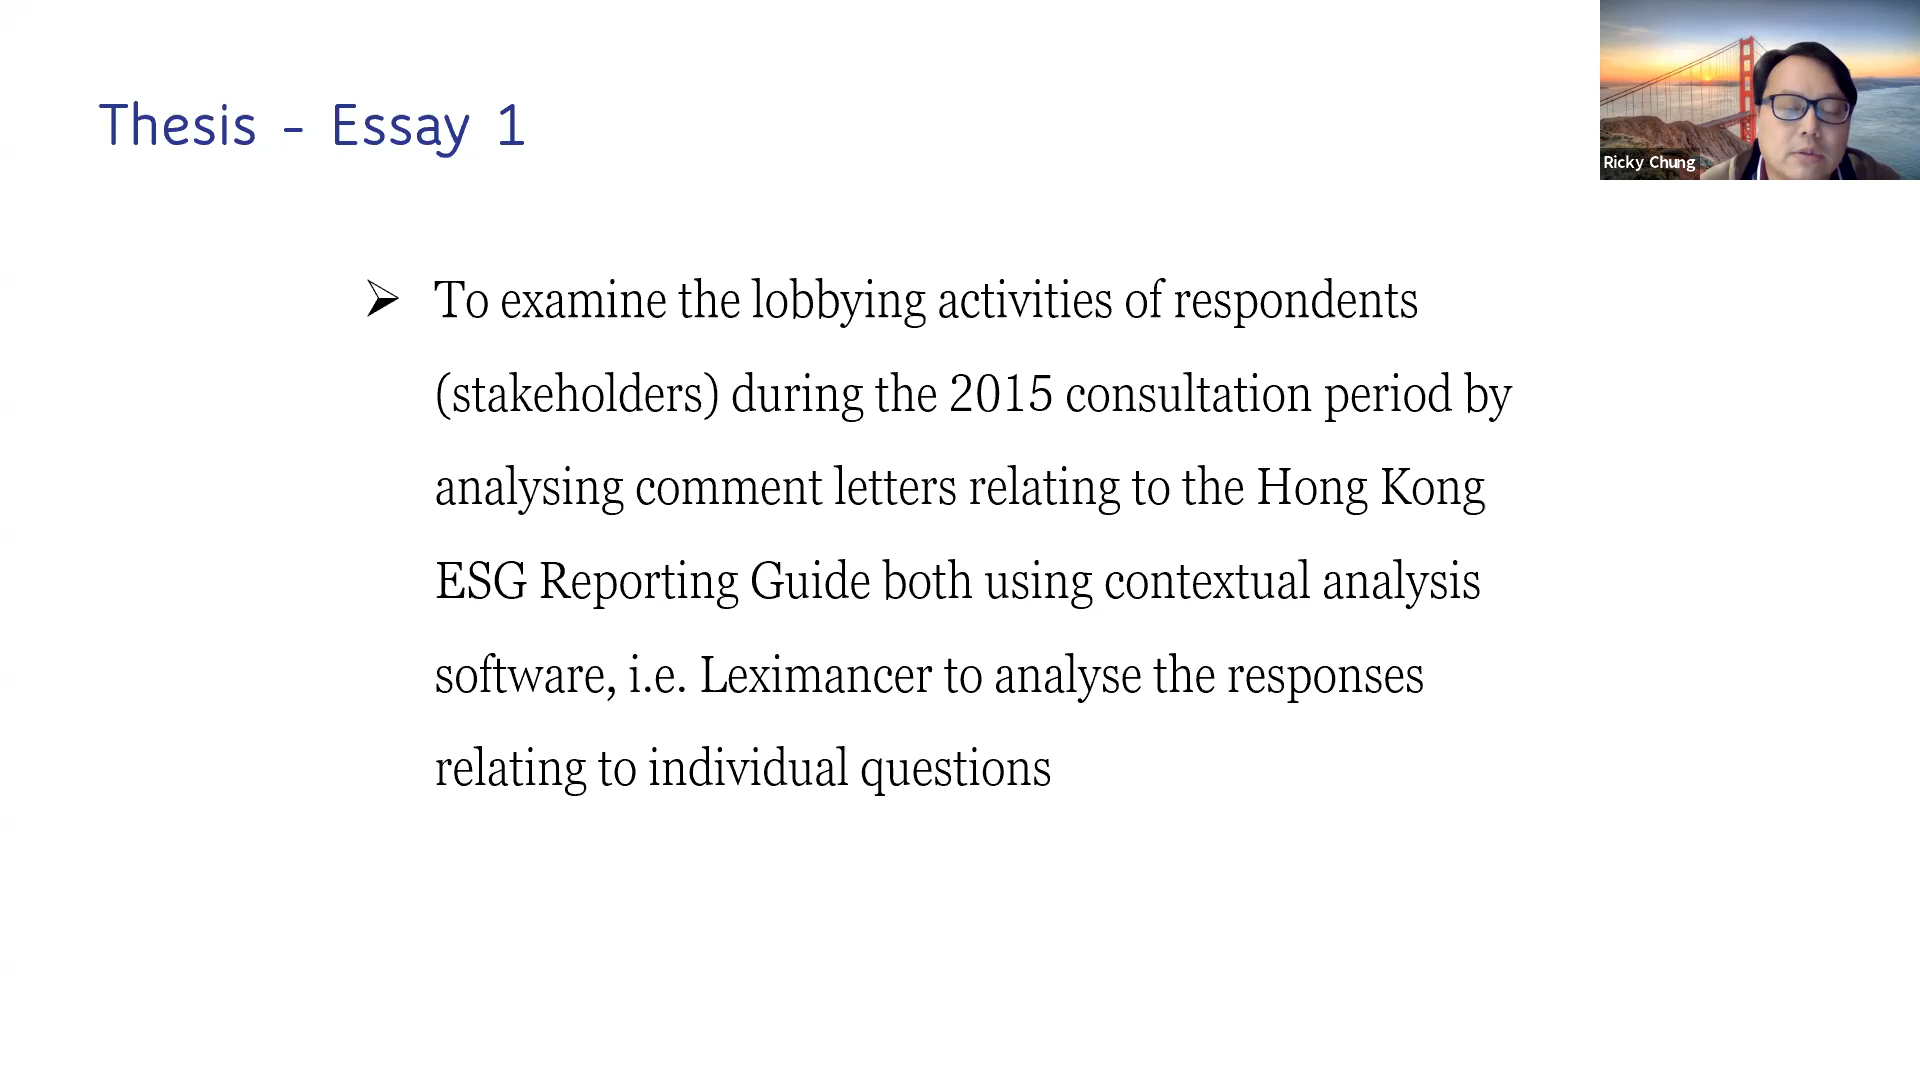 Thesis - Essay 1
Ricky Chung
➢ To examine the lobbying activities of respondents
(stakeholders) during the 2015 consultation period by
analysing comment letters relating to the Hong Kong
ESG Reporting Guide both using contextual analysis
software, i.e. Leximancer to analyse the responses
relating to individual questions